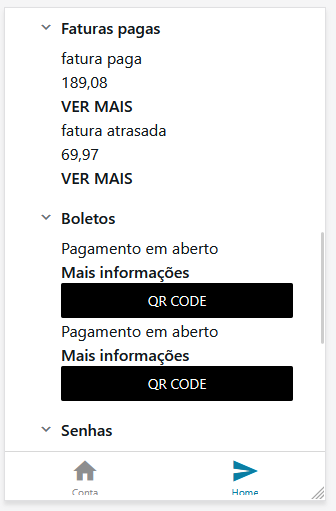 Faturas pagas
fatura paga
189,08
VER MAIS
fatura atrasada
69,97
VER MAIS
Boletos
Pagamento em aberto
Mais informações
QR CODE
Pagamento em aberto
Mais informações
QR CODE
Senhas
Conta
Home